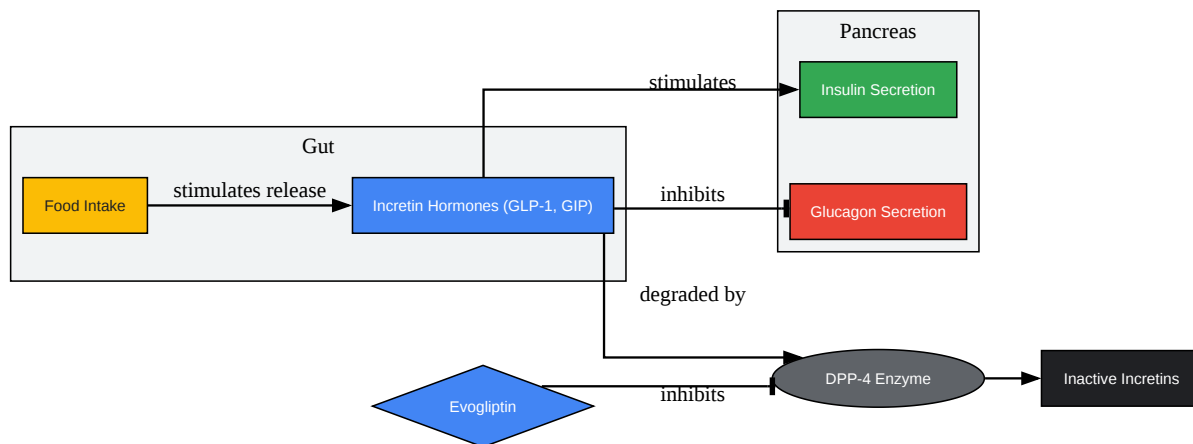 Pancreas
stimulates
Insulin Secretion
Gut
Food Intake
stimulates release
Incretin Hormones (GLP-1, GIP)
inhibits
Glucagon Secretion
degraded by
Evogliptin
inhibits
DPP-4 Enzyme
Inactive Incretins